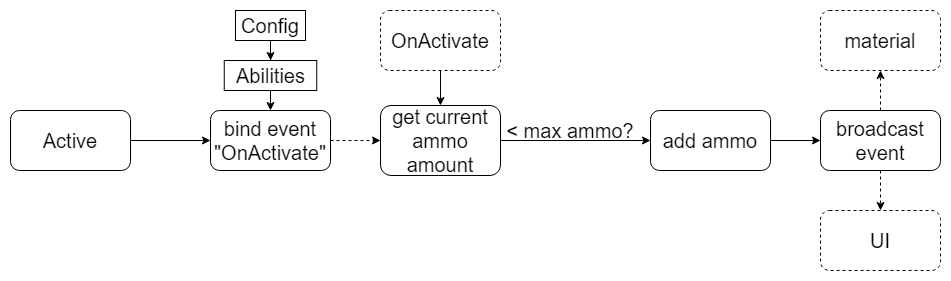 Config
Abilities
Active
bind event
"OnActivate"
OnActivate
get current
ammo
amount
< max ammo?
add ammo
broadcast
event
material
UI